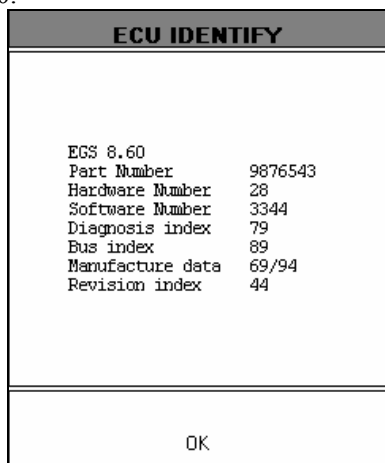 ECU IDENTIFY
EGS 8.60
Part Number 9876543
Hardware Number 28
Software Number 3344
Diagnosis index 79
Bus index 89
Manufacture data 69/94
Revision index 44
OK